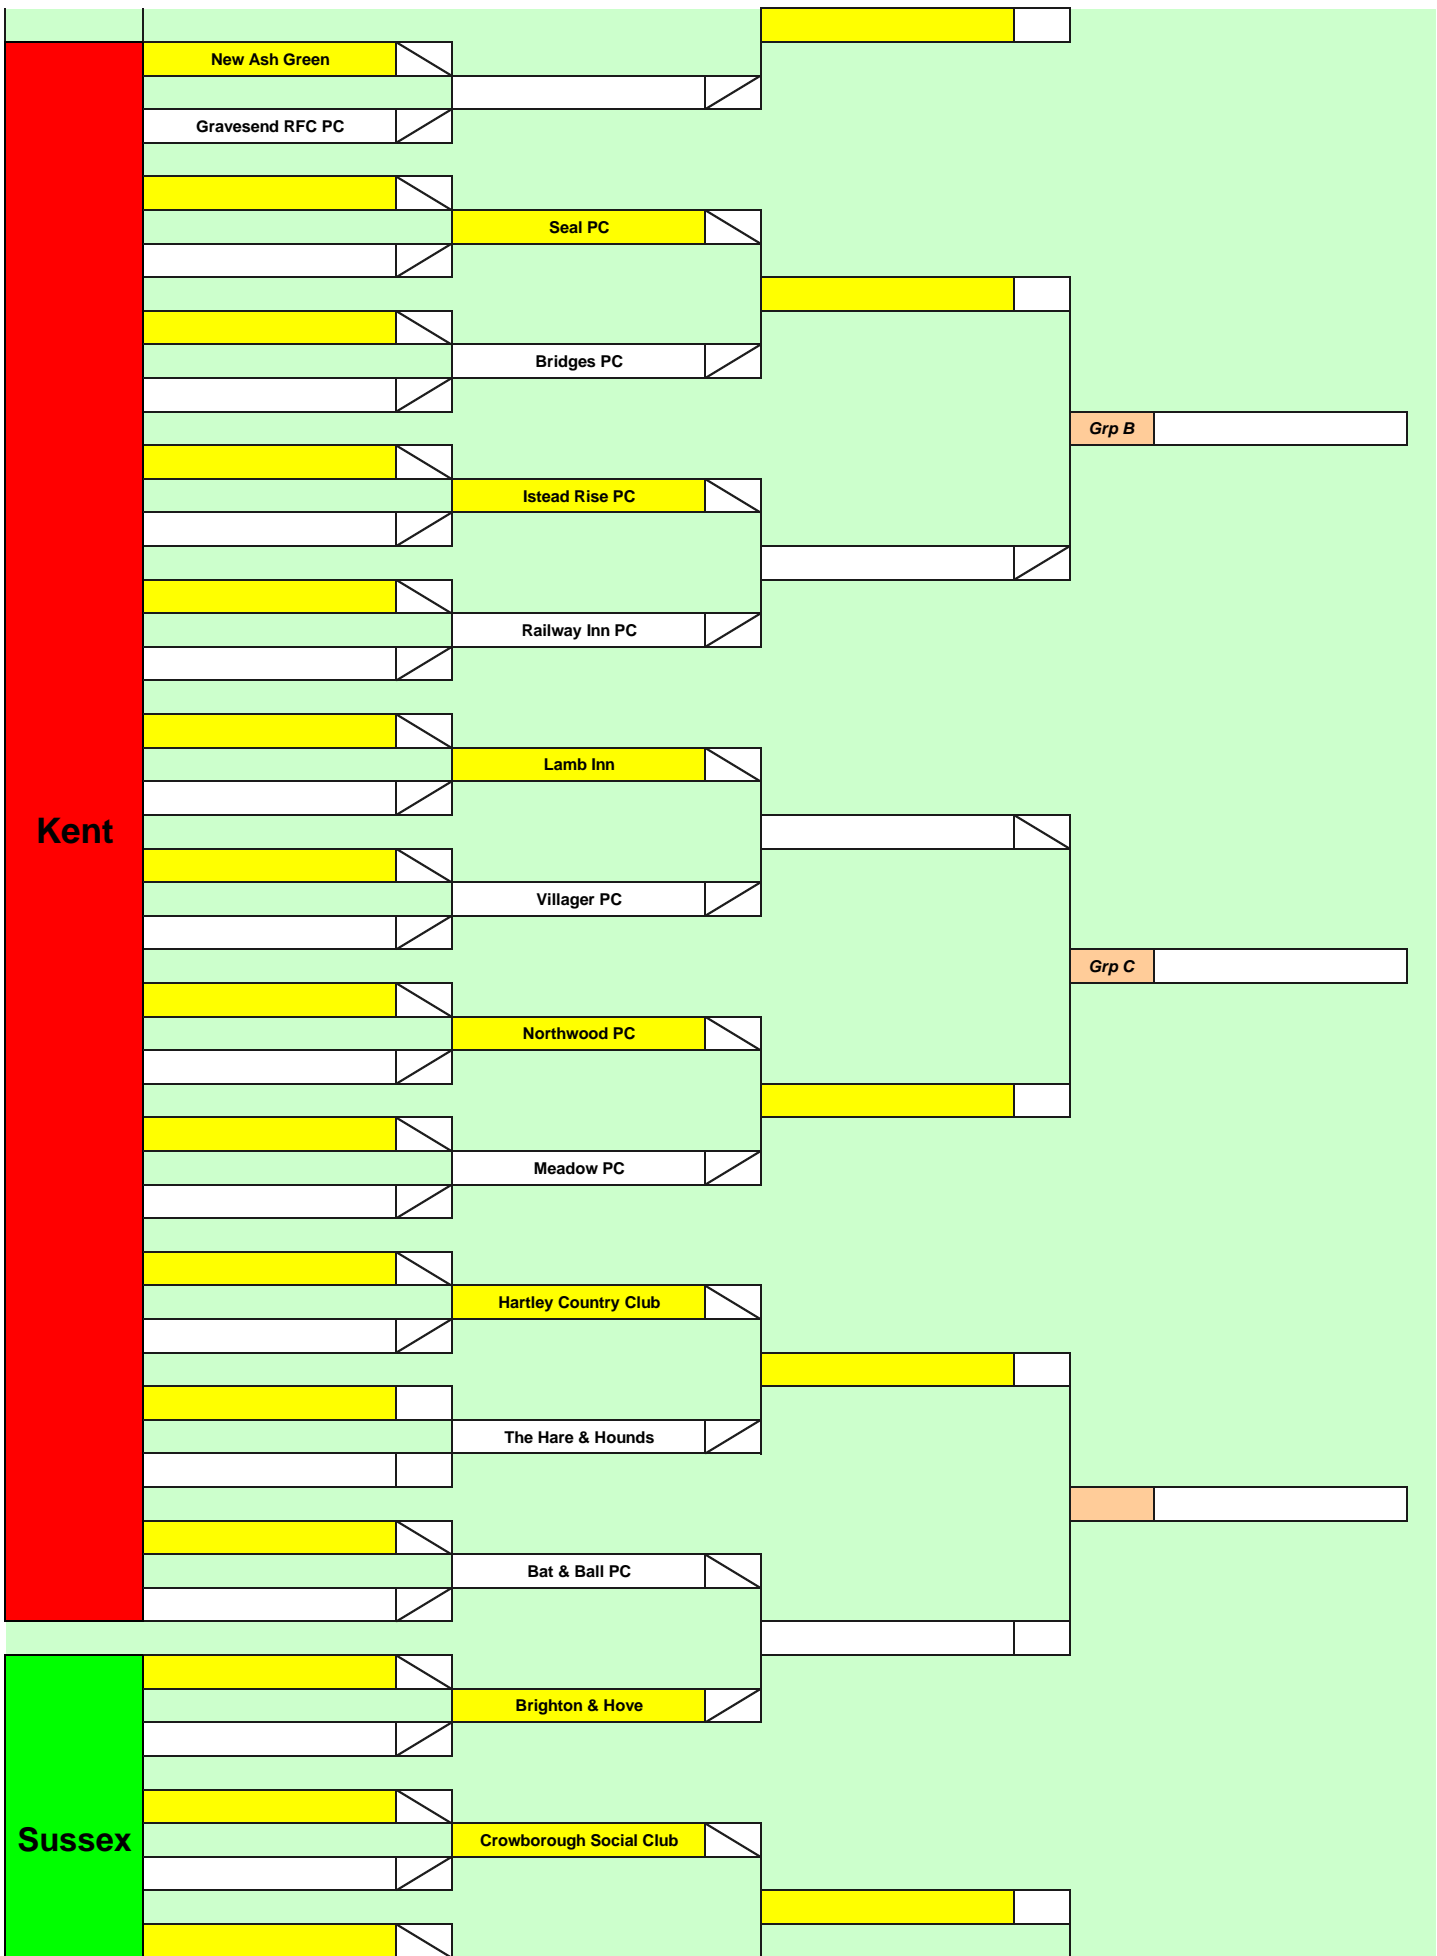 New Ash Green
Gravesend RFC PC
Seal PC
Bridges PC
Grp B
Istead Rise PC
Railway Inn PC
Lamb Inn
Kent
Villager PC
Grp C
Northwood PC
Meadow PC
Hartley Country Club
The Hare & Hounds
Bat & Ball PC
Brighton & Hove
Sussex
Crowborough Social Club